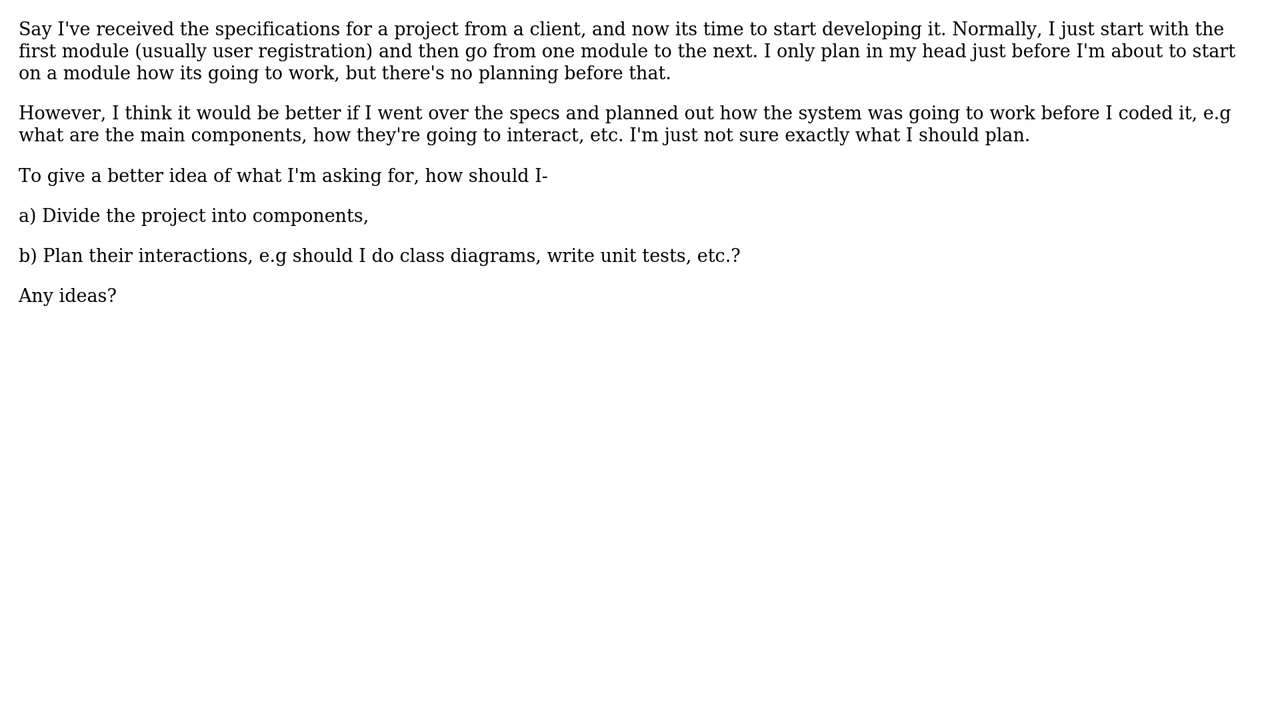 Say I've received the specifications for a project from a client, and now its time to start developing it. Normally, I just start with the
first module (usually user registration) and then go from one module to the next. I only plan in my head just before I'm about to start
on a module how its going to work, but there's no planning before that.
However, I think it would be better if I went over the specs and planned out how the system was going to work before I coded it, e.g
what are the main components, how they're going to interact, etc. I'm just not sure exactly what I should plan.
To give a better idea of what I'm asking for, how should I-
a) Divide the project into components,
b) Plan their interactions, e.g should I do class diagrams, write unit tests, etc.?
Any ideas?